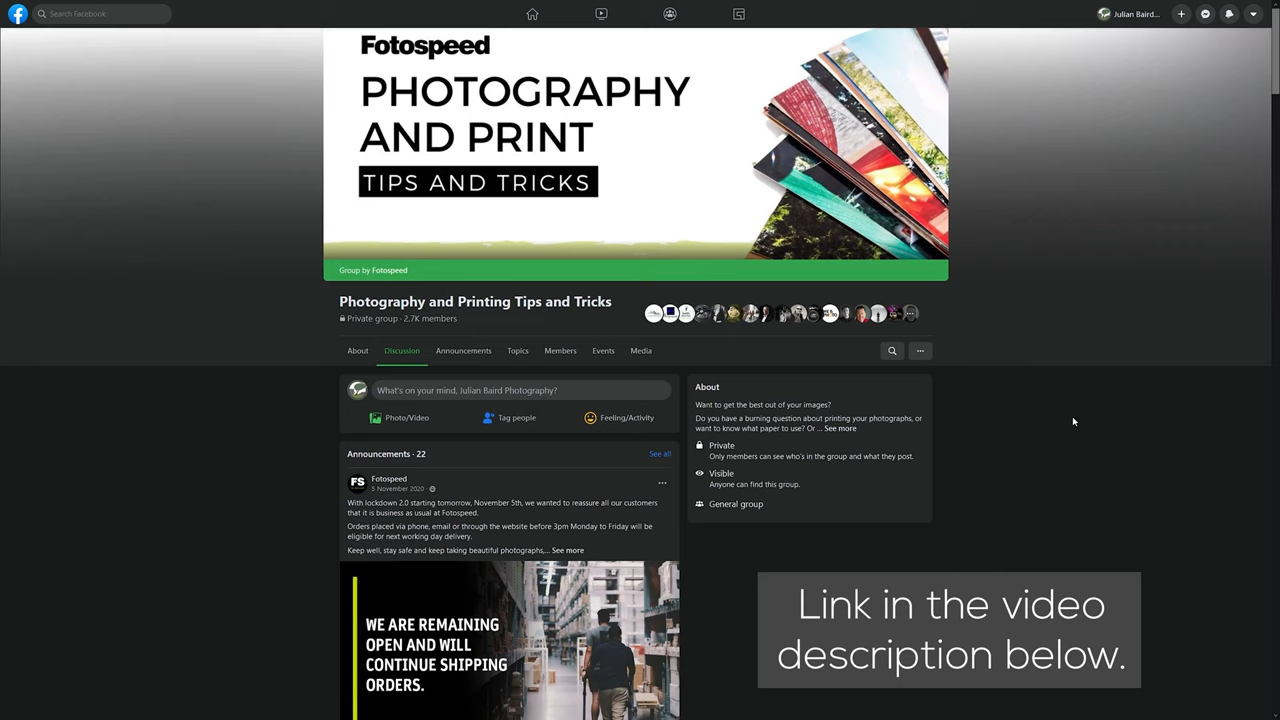 Search Facebook
Julian Baird...
Fotospeed
PHOTOGRAPHY
AND PRINT
TIPS AND TRICKS
Group by Fotospeed
Photography and Printing Tips and Tricks
Private group · 2.7K members
About
Discussion
Announcements
Topics
Members
Events
Media
What's on your mind, Julian Baird Photography?
Photo/Video
Tag people
Feeling/Activity
Announcements · 22
See all
FS
Fotospeed
5 November 2020 ·
With lockdown 2.0 starting tomorrow, November 5th, we wanted to reassure all our customers
that it is business as usual at Fotospeed.
Orders placed via phone, email or through the website before 3pm Monday to Friday will be
eligible for next working day delivery.
Keep well, stay safe and keep taking beautiful photographs,... See more
WE ARE REMAINING
OPEN AND WILL
CONTINUE SHIPPING
ORDERS.
About
Want to get the best out of your images?
Do you have a burning question about printing your photographs, or
want to know what paper to use? Or ... See more
Private
Only members can see who's in the group and what they post.
Visible
Anyone can find this group.
General group
Link in the video
description below.